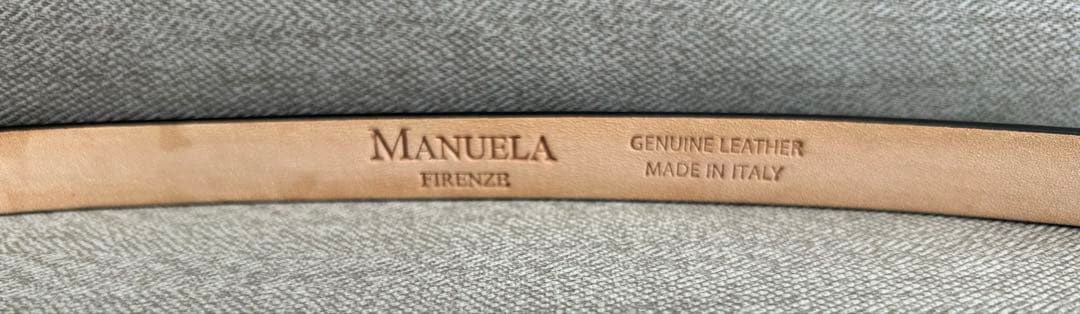 MANUELA
FIRENZE
GENUINE LEATHER
MADE IN ITALY